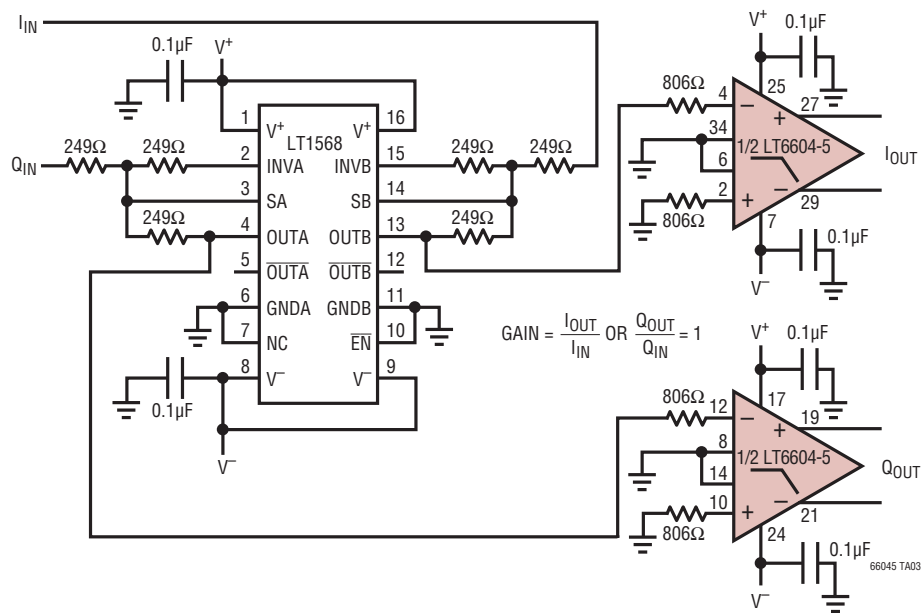 I_IN
0.1µF
V⁺
V⁺
0.1µF
1
16
25
806Ω
4
−
+
27
V⁺
V⁺
LT1568
34
6
1/2 LT6604-5
I_OUT
249Ω
249Ω
2
INVA
INVB
15
249Ω
249Ω
Q_IN
3
SA
SB
14
2
+
−
29
806Ω
7
249Ω
4
OUTA
OUTB
13
249Ω
0.1µF
5
O̅U̅T̅A̅
O̅U̅T̅B̅
12
V⁻
6
GNDA
GNDB
11
7
NC
E̅N̅
10
GAIN = I_OUT/I_IN OR Q_OUT/Q_IN = 1
8
V⁻
V⁻
9
0.1µF
V⁻
V⁺
0.1µF
17
806Ω
12
−
+
19
8
14
1/2 LT6604-5
Q_OUT
10
+
−
21
806Ω
24
0.1µF
V⁻
66045 TA03